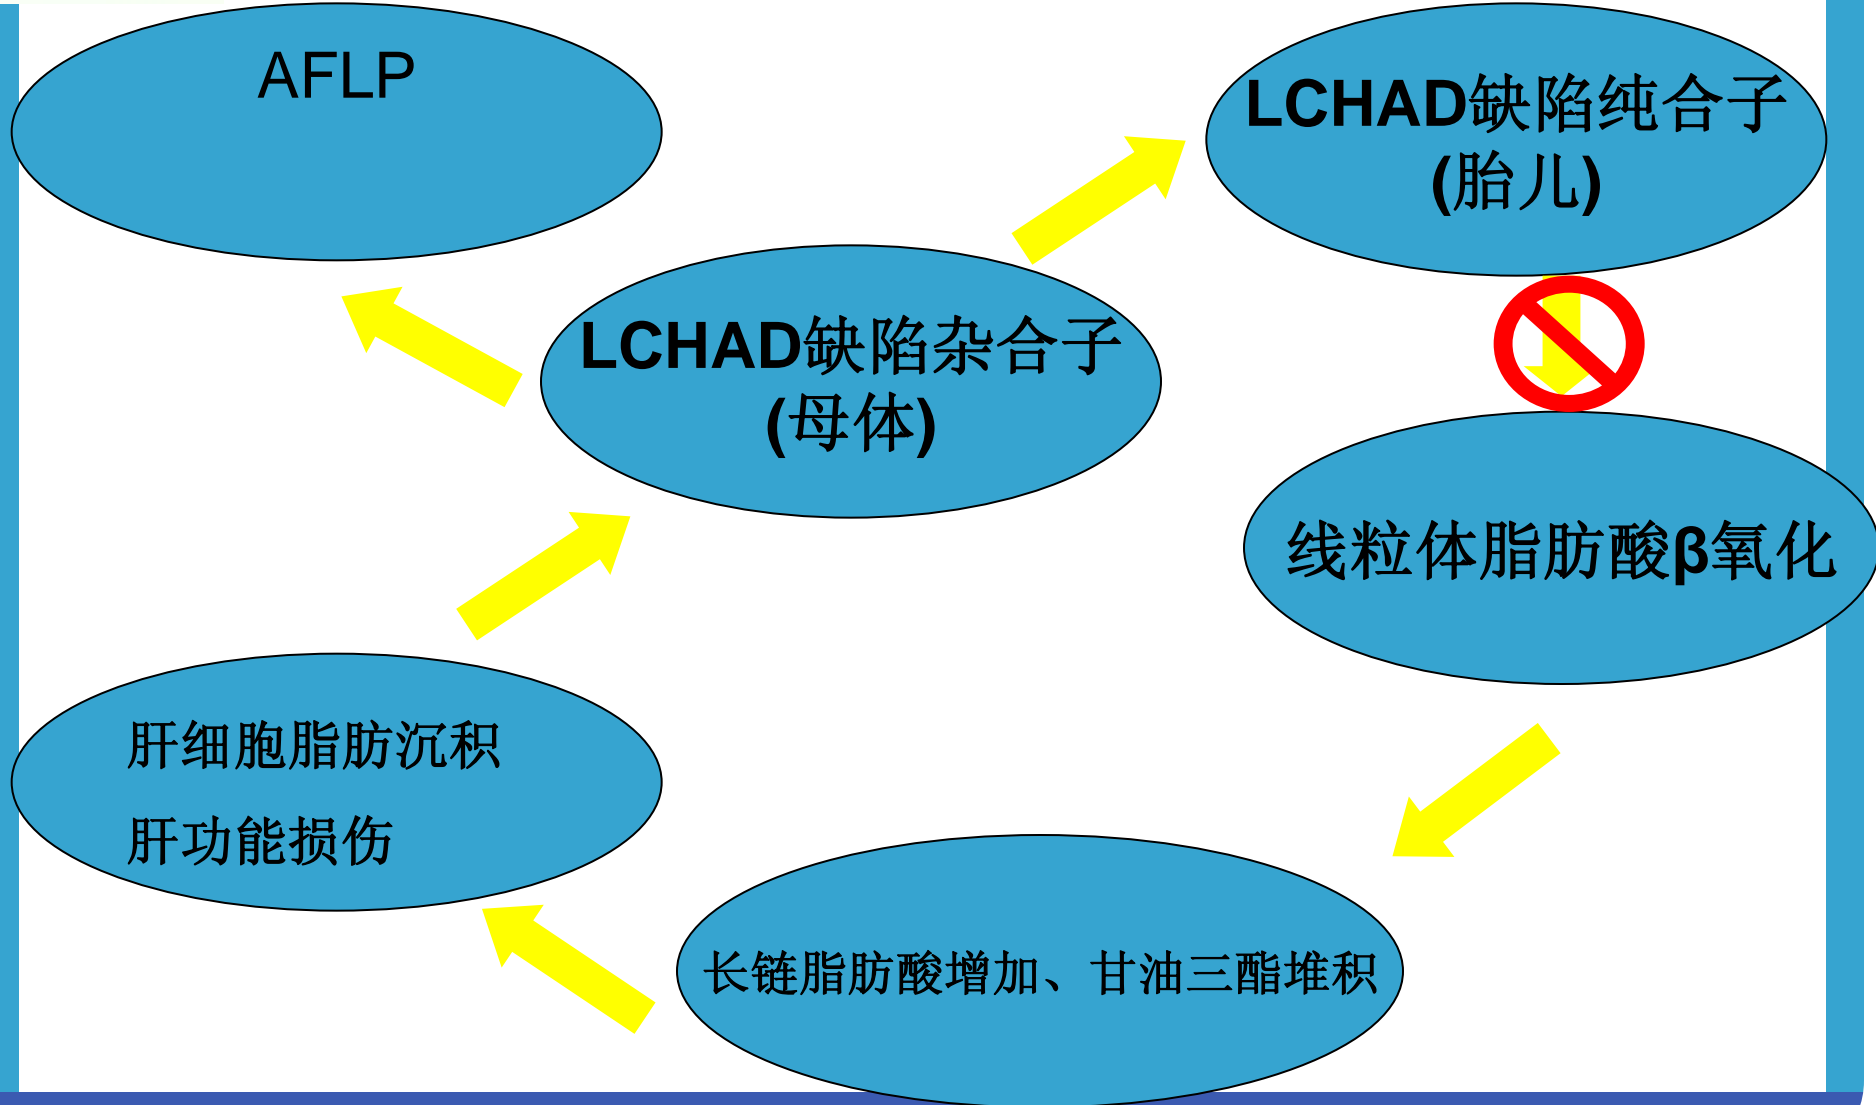 AFLP
LCHAD缺陷纯合子
(胎儿)
LCHAD缺陷杂合子
(母体)
线粒体脂肪酸β氧化
肝细胞脂肪沉积
肝功能损伤
长链脂肪酸增加、甘油三酯堆积